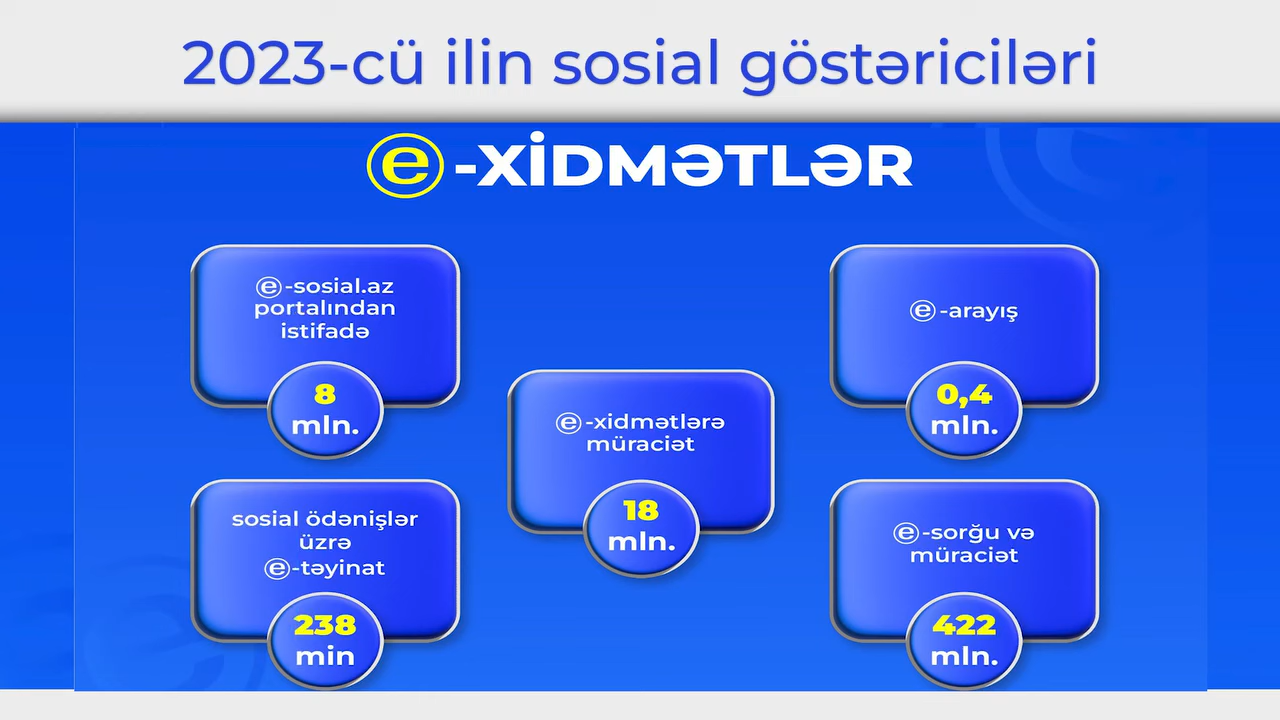 2023-cü ilin sosial göstəriciləri
e-XİDMƏTLƏR
e-sosial.az
portalından
istifadə
8
mln.
e-arayış
0,4
mln.
e-xidmətlərə
müraciət
18
mln.
sosial ödənişlər
üzrə
e-təyinat
238
min
e-sorğu və
müraciət
422
mln.